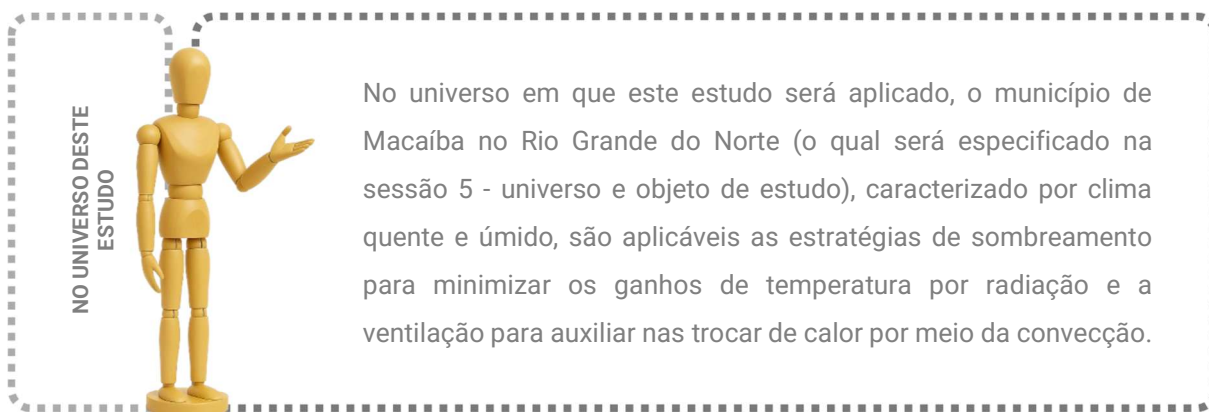 NO UNIVERSO DESTE
ESTUDO
No universo em que este estudo será aplicado, o município de
Macaíba no Rio Grande do Norte (o qual será especificado na
sessão 5 - universo e objeto de estudo), caracterizado por clima
quente e úmido, são aplicáveis as estratégias de sombreamento
para minimizar os ganhos de temperatura por radiação e a
ventilação para auxiliar nas trocar de calor por meio da convecção.